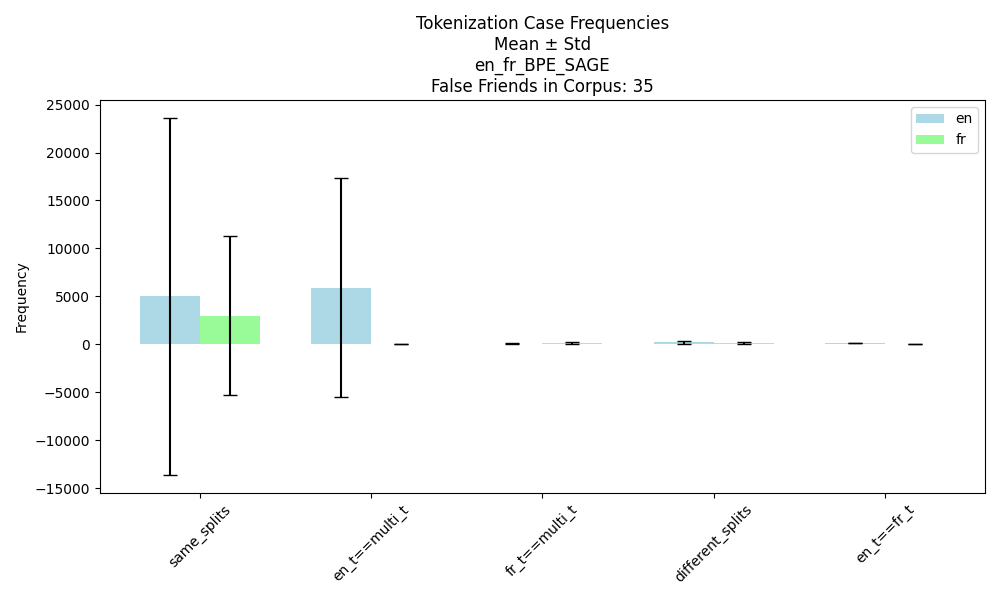 Tokenization Case Frequencies
Mean ± Std
en_fr_BPE_SAGE
False Friends in Corpus: 35
en
fr
Frequency
25000
20000
15000
10000
5000
0
−5000
−10000
−15000
same_splits
en_t==multi_t
fr_t==multi_t
different_splits
en_t==fr_t